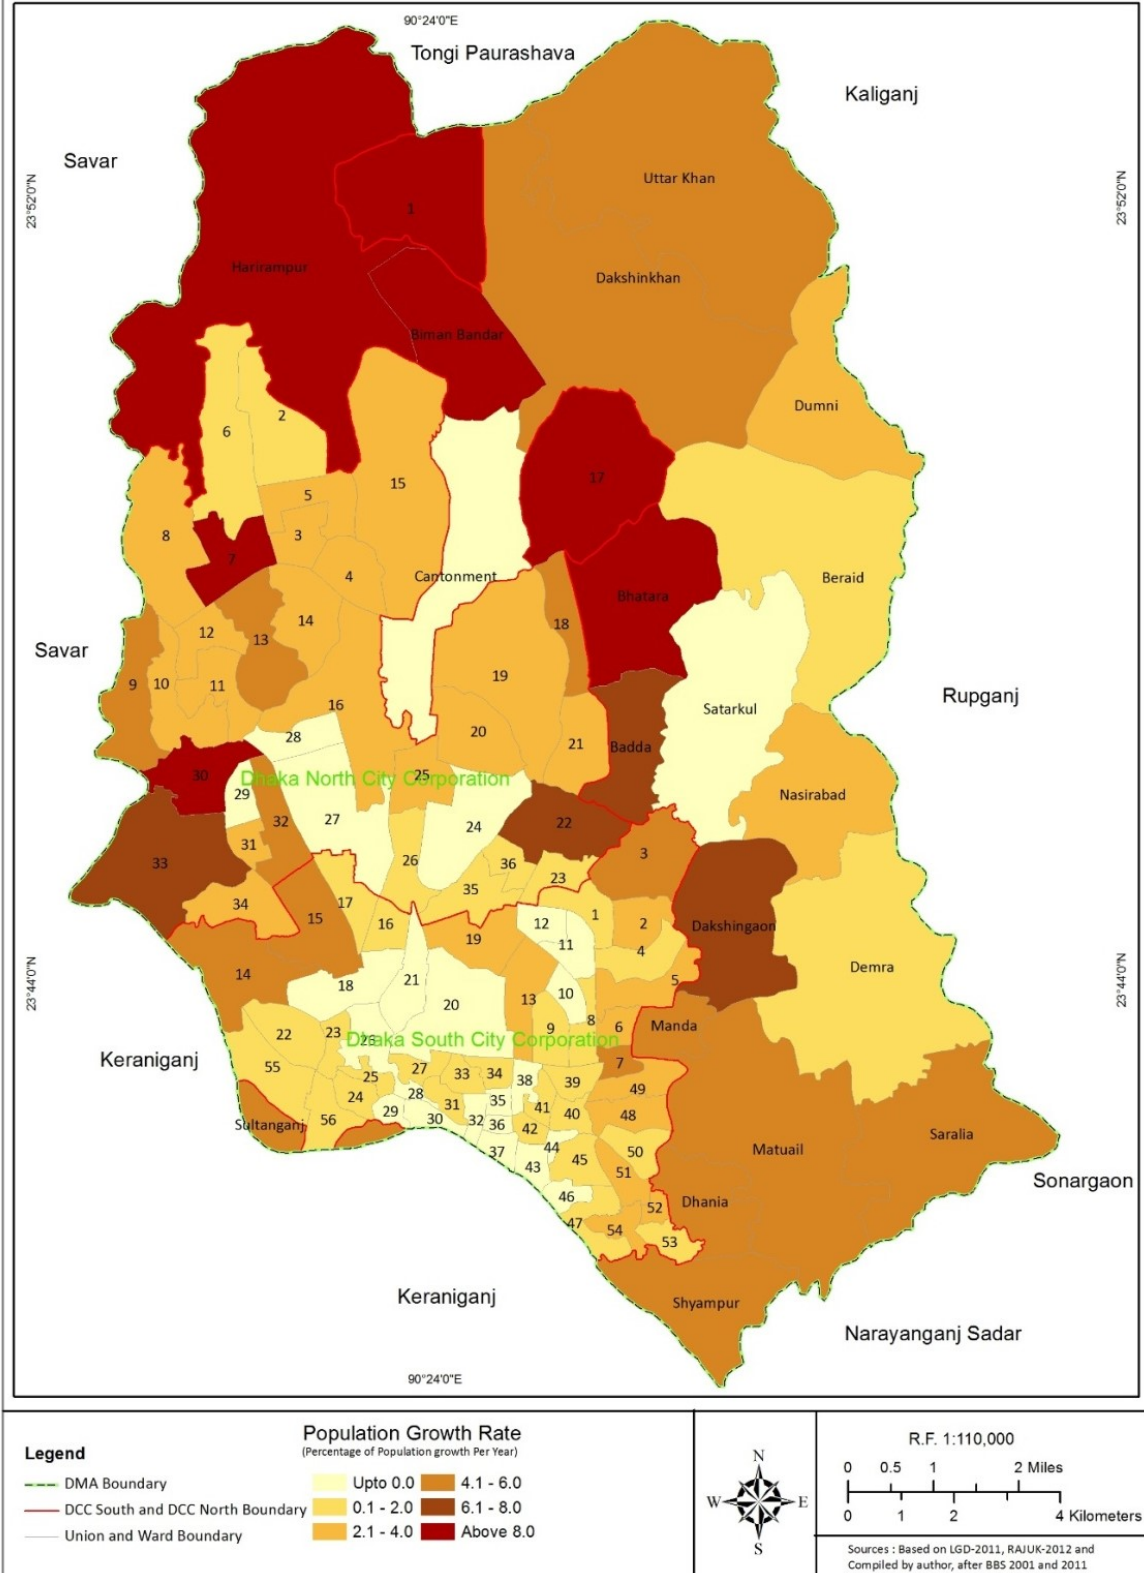 90°24'0"E
Tongi Paurashava
Kaliganj
Savar
Uttar Khan
23°52'0"N
23°52'0"N
1
Harirampur
Dakshinkhan
Biman Bandar
Dumni
2
6
17
15
5
3
8
7
4
Cantonment
Beraid
Bhatara
14
18
12
13
Savar
9
10
11
19
16
Satarkul
Rupganj
28
20
21
Badda
30
25
Dhaka North City Corporation
29
Nasirabad
27
32
24
22
31
33
26
36
3
35
23
34
17
15
16
12
1
2
Dakshingaon
19
11
4
Demra
14
18
21
5
10
20
13
23°44'0"N
23°44'0"N
22
23
9
8
6
Manda
26
Dhaka South City Corporation
Keraniganj
55
27
33
34
7
25
38
39
49
24
28
35
29
31
41
40
48
Sultanganj
56
30
32
36
42
Saralia
37
44
50
Matuail
43
45
51
Sonargaon
46
52
Dhania
47
54
53
Keraniganj
Shyampur
Narayanganj Sadar
90°24'0"E
Legend
DMA Boundary
DCC South and DCC North Boundary
Union and Ward Boundary
Population Growth Rate
(Percentage of Population growth Per Year)
Upto 0.0
4.1 - 6.0
0.1 - 2.0
6.1 - 8.0
2.1 - 4.0
Above 8.0
N
W
E
S
R.F. 1:110,000
0 0.5 1 2 Miles
0 1 2 4 Kilometers
Sources : Based on LGD-2011, RAJUK-2012 and
Compiled by author, after BBS 2001 and 2011